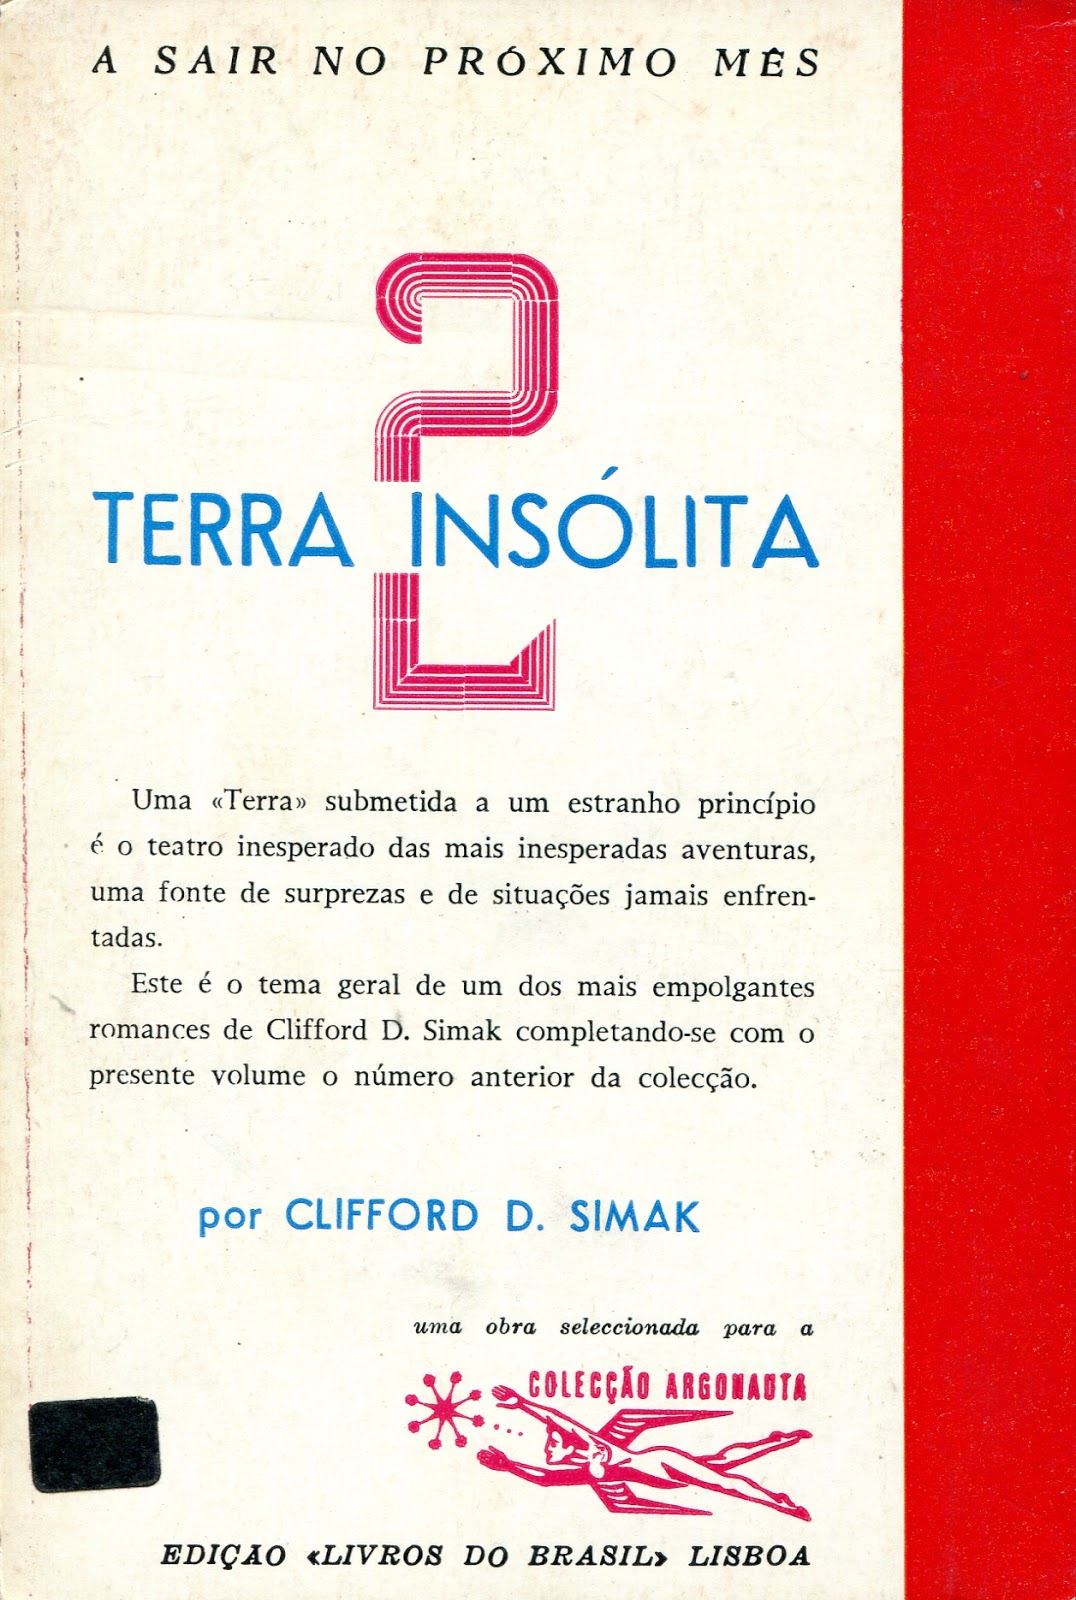 A SAIR NO PRÓXIMO MÊS
2
TERRA INSÓLITA
Uma «Terra» submetida a um estranho princípio
é o teatro inesperado das mais inesperadas aventuras,
uma fonte de surprezas e de situações jamais enfren-
tadas.
Este é o tema geral de um dos mais empolgantes
romances de Clifford D. Simak completando-se com o
presente volume o número anterior da colecção.
por CLIFFORD D. SIMAK
uma obra seleccionada para a
COLECÇÃO ARGONAUTA
EDIÇAO «LIVROS DO BRASIL» LISBOA